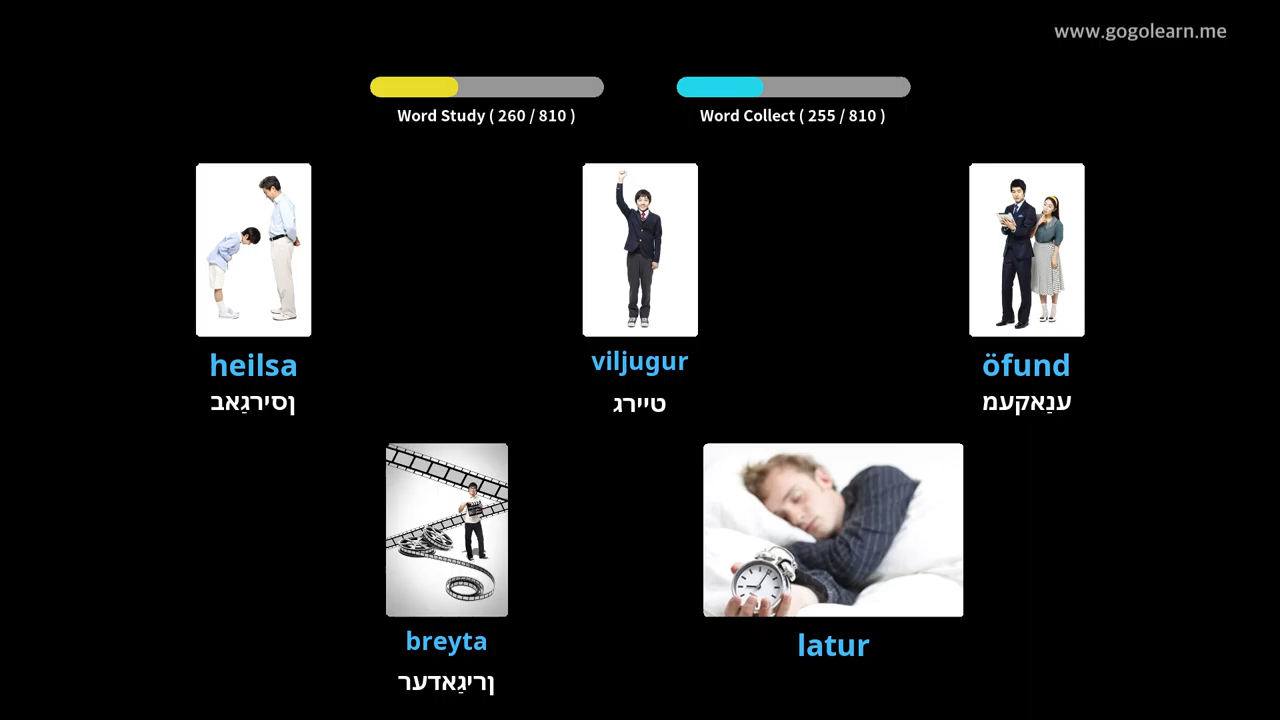 www.gogolearn.me
Word Study ( 260 / 810 )
Word Collect ( 255 / 810 )
heilsa
באַגריסן
viljugur
גרייט
öfund
מעקאַנע
breyta
רעדאַגירן
latur